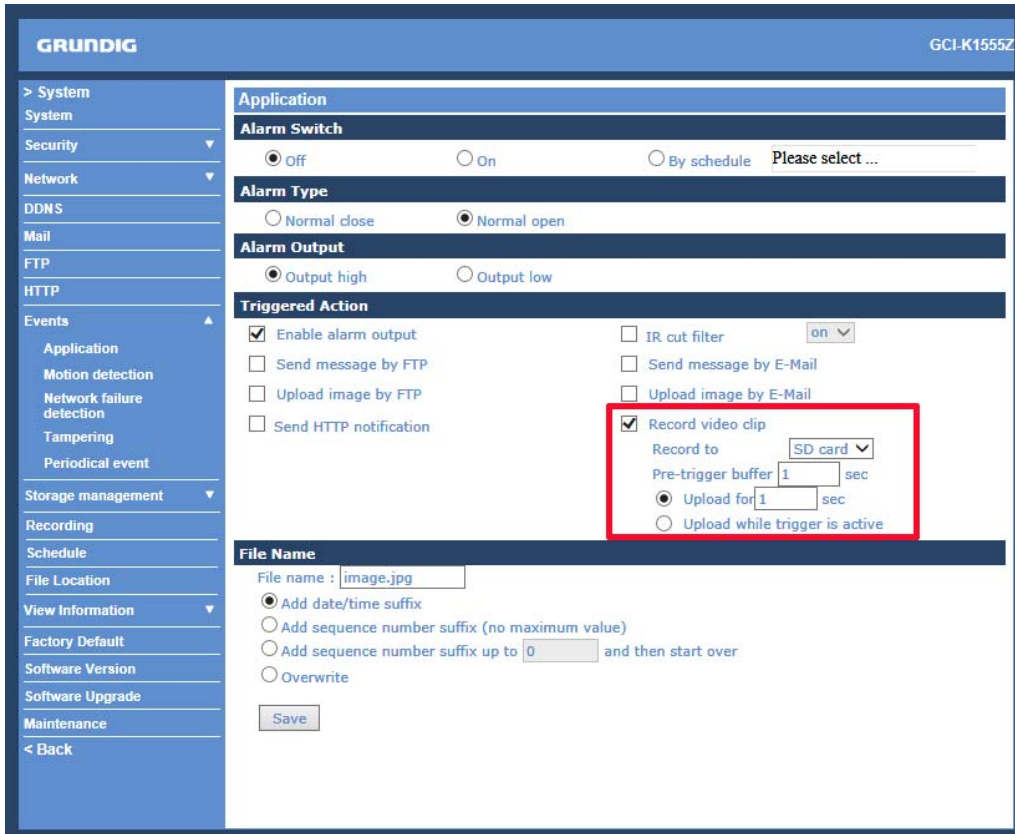 GRUNDIG
GCI-K1555Z
> System
System
Security
Network
DDNS
Mail
FTP
HTTP
Events
Application
Motion detection
Network failure
detection
Tampering
Periodical event
Storage management
Recording
Schedule
File Location
View Information
Factory Default
Software Version
Software Upgrade
Maintenance
< Back
Application
Alarm Switch
Off On By schedule Please select ...
Alarm Type
Normal close Normal open
Alarm Output
Output high Output low
Triggered Action
Enable alarm output IR cut filter on
Send message by FTP Send message by E-Mail
Upload image by FTP Upload image by E-Mail
Send HTTP notification Record video clip
Record to SD card
Pre-trigger buffer 1 sec
Upload for 1 sec
Upload while trigger is active
File Name
File name : image.jpg
Add date/time suffix
Add sequence number suffix (no maximum value)
Add sequence number suffix up to 0 and then start over
Overwrite
Save